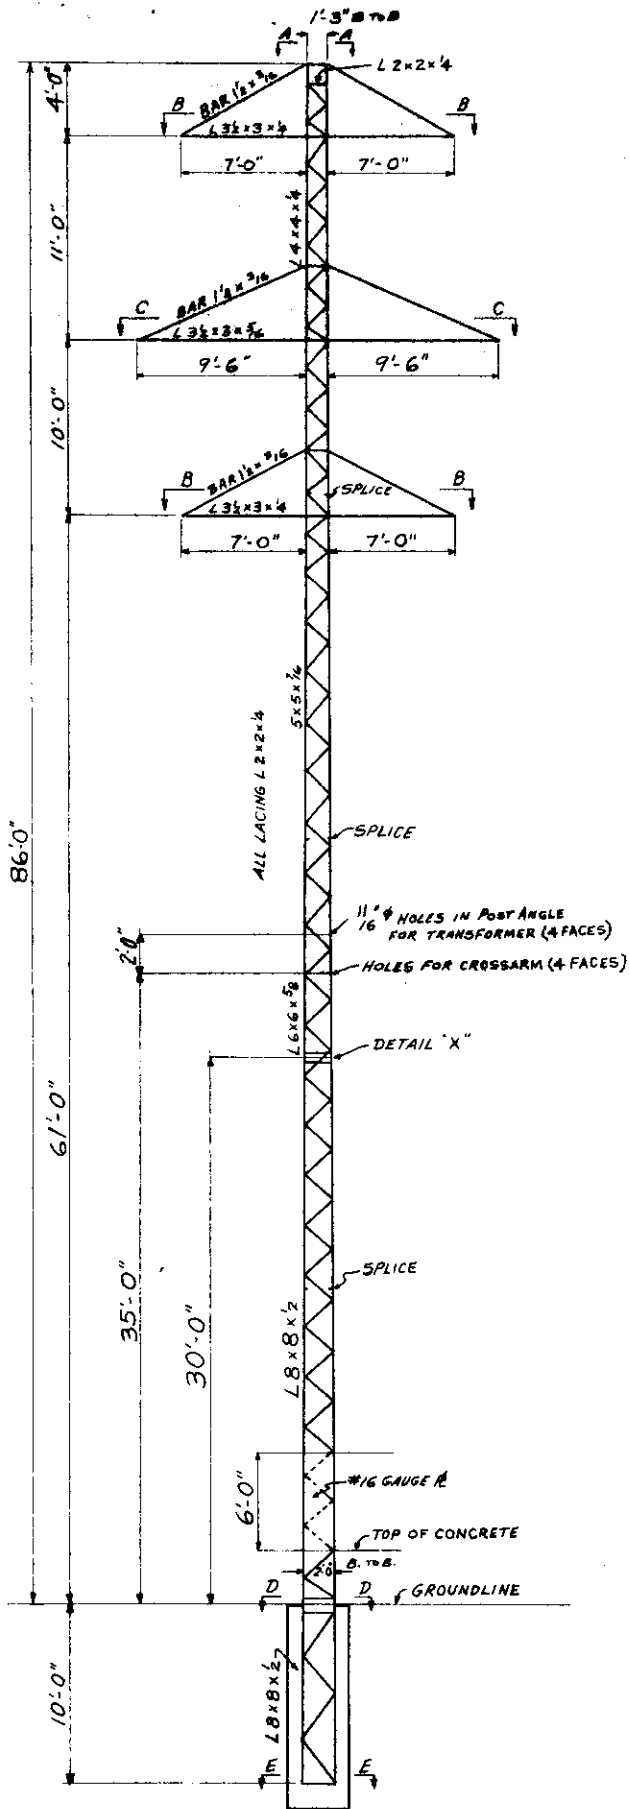 1'-3" B TO B
A A
L 2×2×¼
4'-0"
BAR 1½ × 3/16
B B
L 3½ × 3 × ¼
7'-0" 7'-0"
11'-0"
L 4×4×¼
BAR 1½ × 3/16
C C
L 3½ × 3 × 5/16
9'-6" 9'-6"
10'-0"
BAR 1½ × 3/16
B B
SPLICE
L 3½ × 3 × ¼
7'-0" 7'-0"
5×5×7/16
ALL LACING L 2×2×¼
86'-0"
SPLICE
11/16" ϕ HOLES IN POST ANGLE
FOR TRANSFORMER (4 FACES)
2'-0"
HOLES FOR CROSSARM (4 FACES)
L 6×6×5/8
DETAIL "X"
61'-0"
35'-0"
30'-0"
SPLICE
L 8×8×½
6'-0"
#16 GAUGE ℄
TOP OF CONCRETE
2'-0" B. TO B.
D D
GROUNDLINE
10'-0"
L 8×8×½
E E